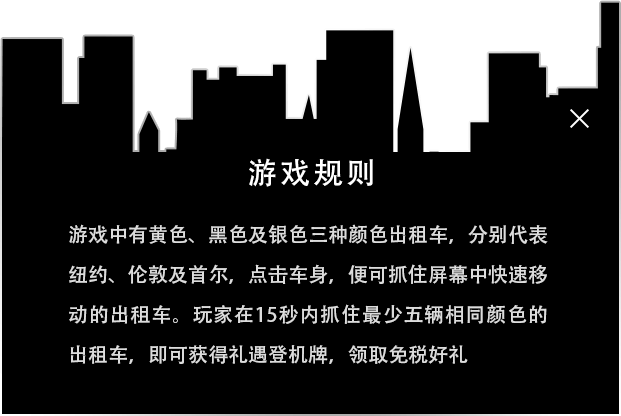 游戏规则
游戏中有黄色、黑色及银色三种颜色出租车，分别代表
纽约、伦敦及首尔，点击车身，便可抓住屏幕中快速移
动的出租车。玩家在15秒内抓住最少五辆相同颜色的
出租车，即可获得礼遇登机牌，领取免税好礼